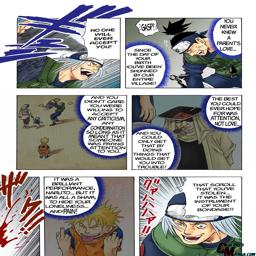 YOU
NEVER
KNEW
A
PARENT'S
LOVE...
*GASP!*
SINCE
THE DAY OF
YOUR
BIRTH
YOU'VE BEEN
SHUNNED
BY OUR
ENTIRE
VILLAGE!
NO ONE
WILL EVER
ACCEPT
YOU!
THE BEST
YOU COULD
EVER HOPE
FOR WAS
ATTENTION,
NOT LOVE...
AND YOU
COULD
ONLY GET
THAT BY
DOING
THINGS THAT
WOULD GET
YOU INTO
TROUBLE!
AND YOU
DIDN'T CARE.
YOU WERE
WILLING TO
ACCEPT
ANY CRITICISM,
ANY
CONDEMNATION
SO LONG AS IT
MEANT THAT
SOMEONE WAS
PAYING
ATTENTION
TO YOU.
THAT SCROLL
THAT YOU'VE
STOLEN... IT
WAS THE
INSTRUMENT
OF YOUR
BONDAGE!!
IT WAS A
BRILLIANT
PERFORMANCE,
NARUTO... BUT IT
WAS ALL A SHAM,
TO HIDE YOUR
LONELINESS...
AND PAIN!